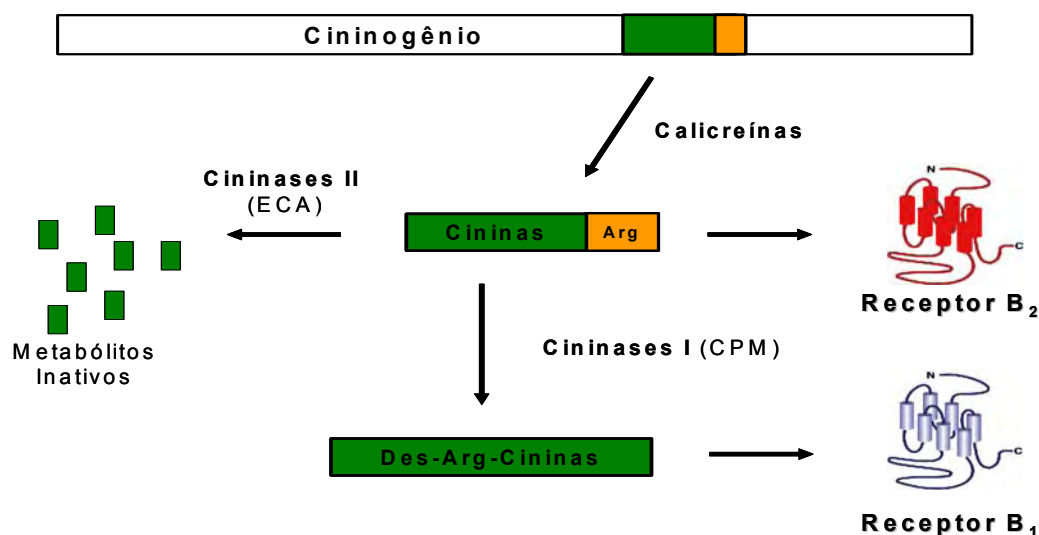 Cininogênio
Calicreínas
Cininases II
(ECA)
Cininas
Arg
N
C
Receptor B₂
Metabólitos
Inativos
Cininases I (CPM)
N
C
Des-Arg-Cininas
Receptor B₁